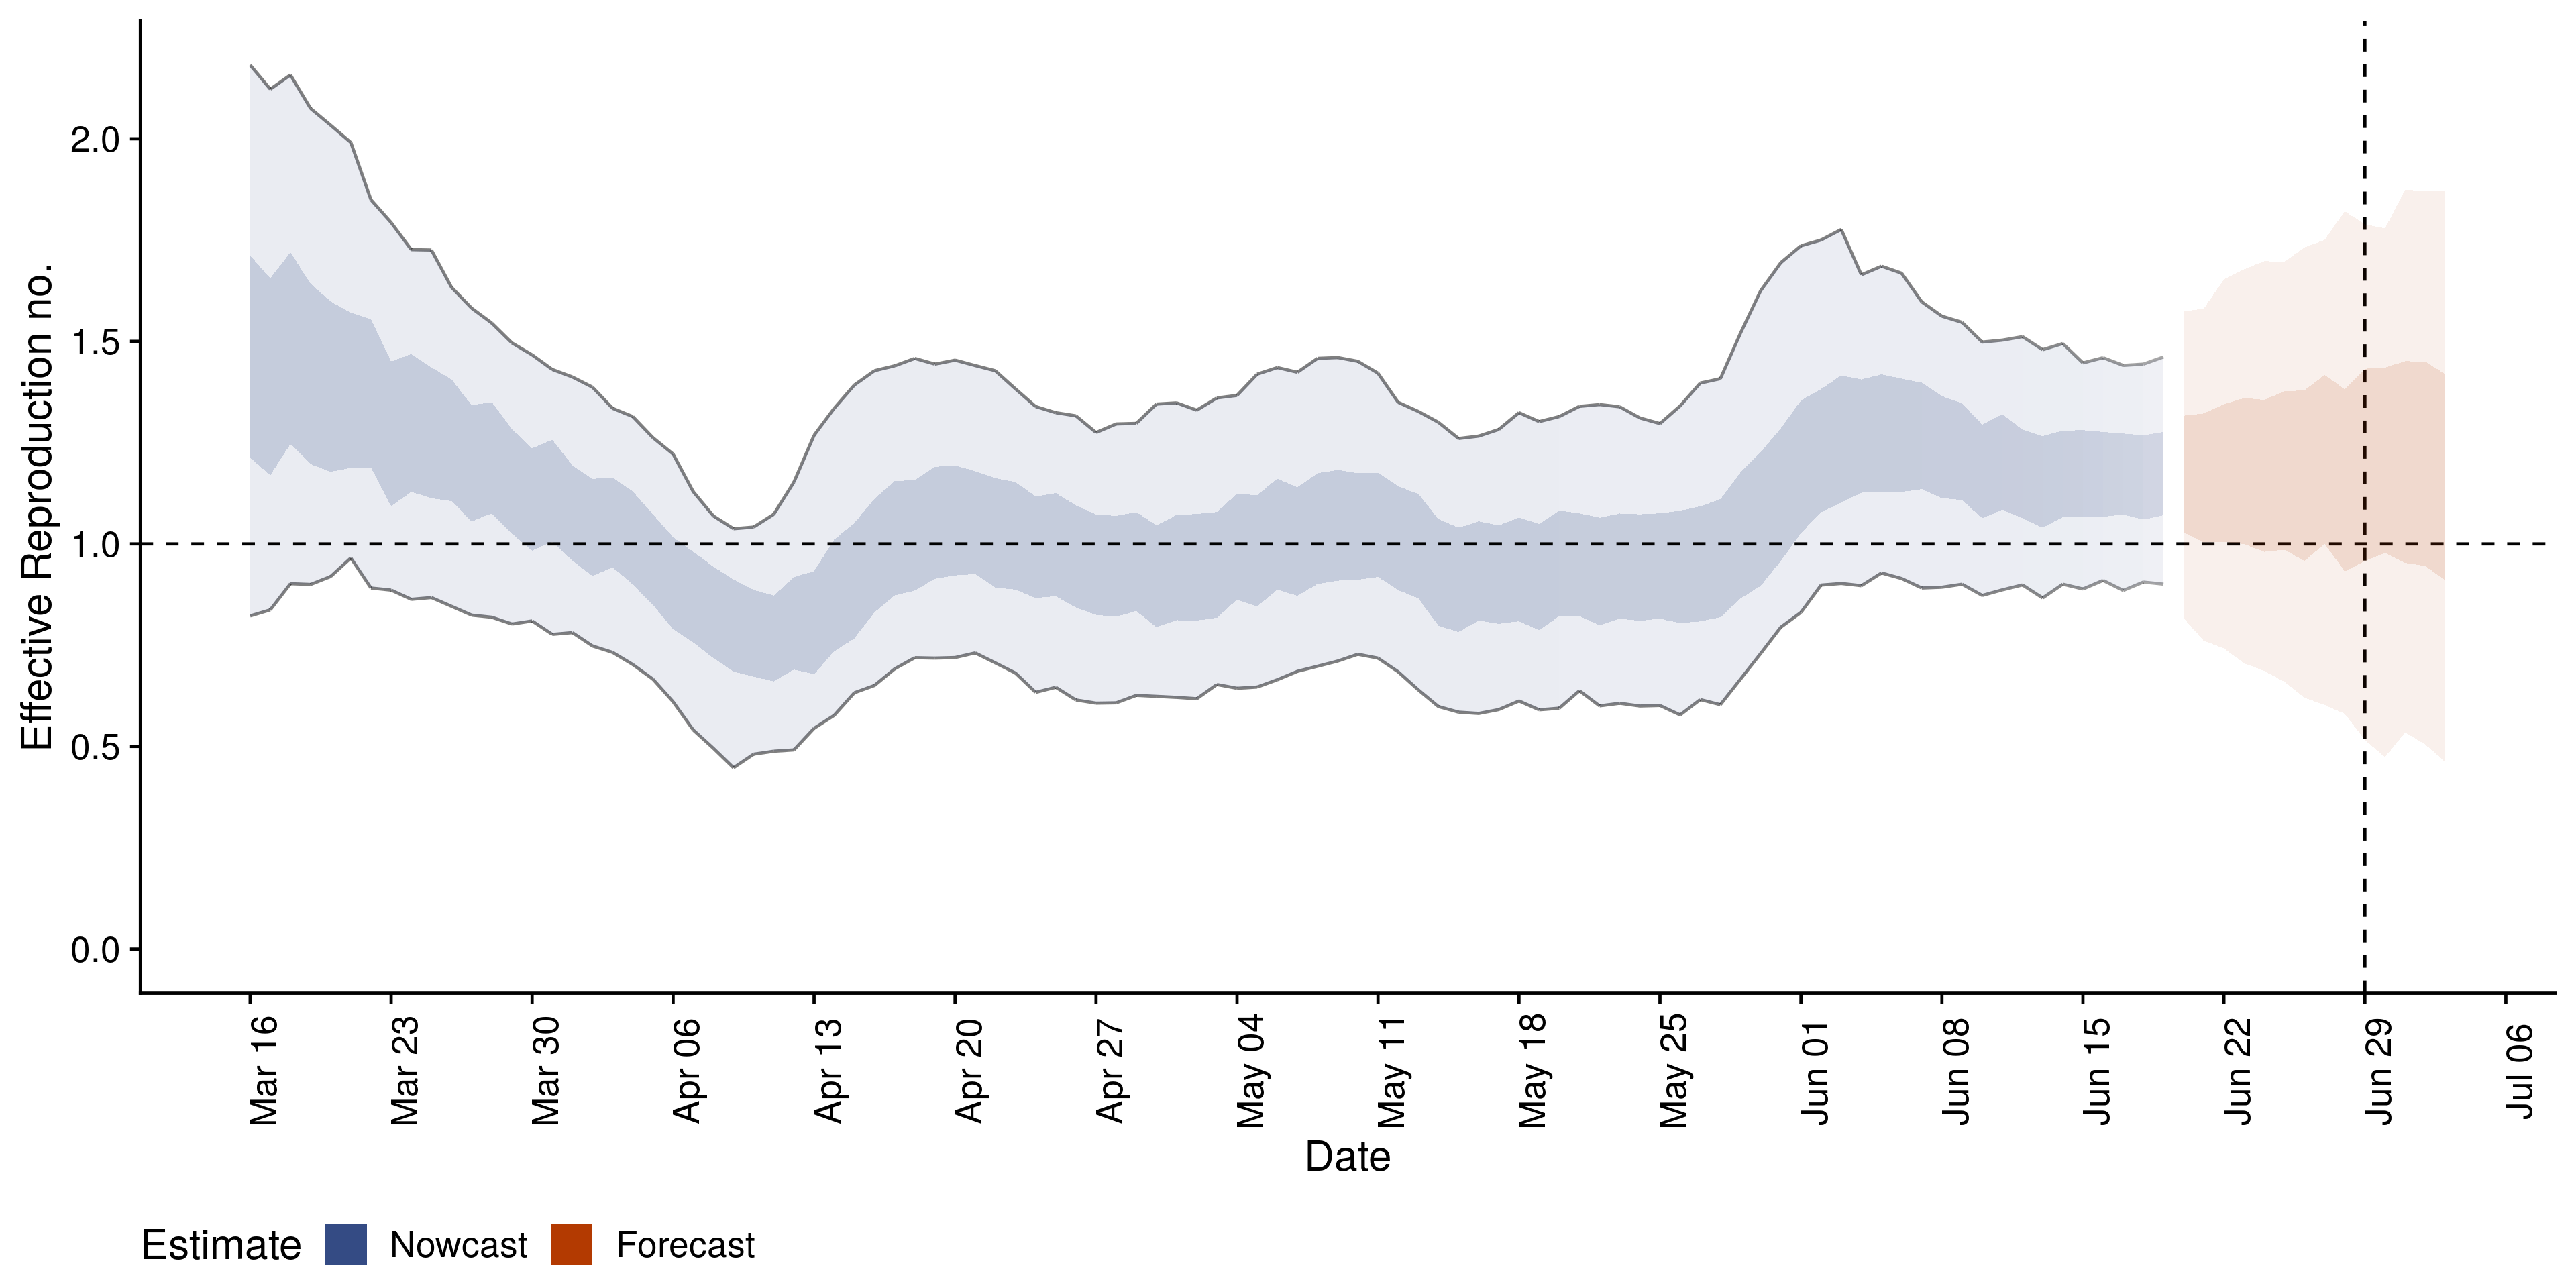 Effective Reproduction no.
2.0
1.5
1.0
0.5
0.0
Mar 16
Mar 23
Mar 30
Apr 06
Apr 13
Apr 20
Apr 27
May 04
May 11
May 18
May 25
Jun 01
Jun 08
Jun 15
Jun 22
Jun 29
Jul 06
Date
Estimate Nowcast Forecast